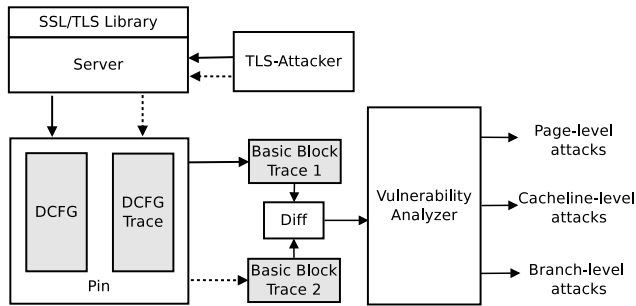 SSL/TLS Library
Server
TLS-Attacker
DCFG
DCFG
Trace
Pin
Basic Block
Trace 1
Diff
Basic Block
Trace 2
Vulnerability
Analyzer
Page-level
attacks
Cacheline-level
attacks
Branch-level
attacks